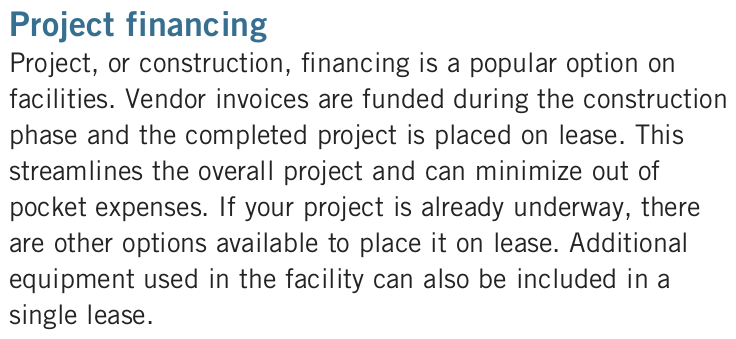 Project financing
Project, or construction, financing is a popular option on
facilities. Vendor invoices are funded during the construction
phase and the completed project is placed on lease. This
streamlines the overall project and can minimize out of
pocket expenses. If your project is already underway, there
are other options available to place it on lease. Additional
equipment used in the facility can also be included in a
single lease.